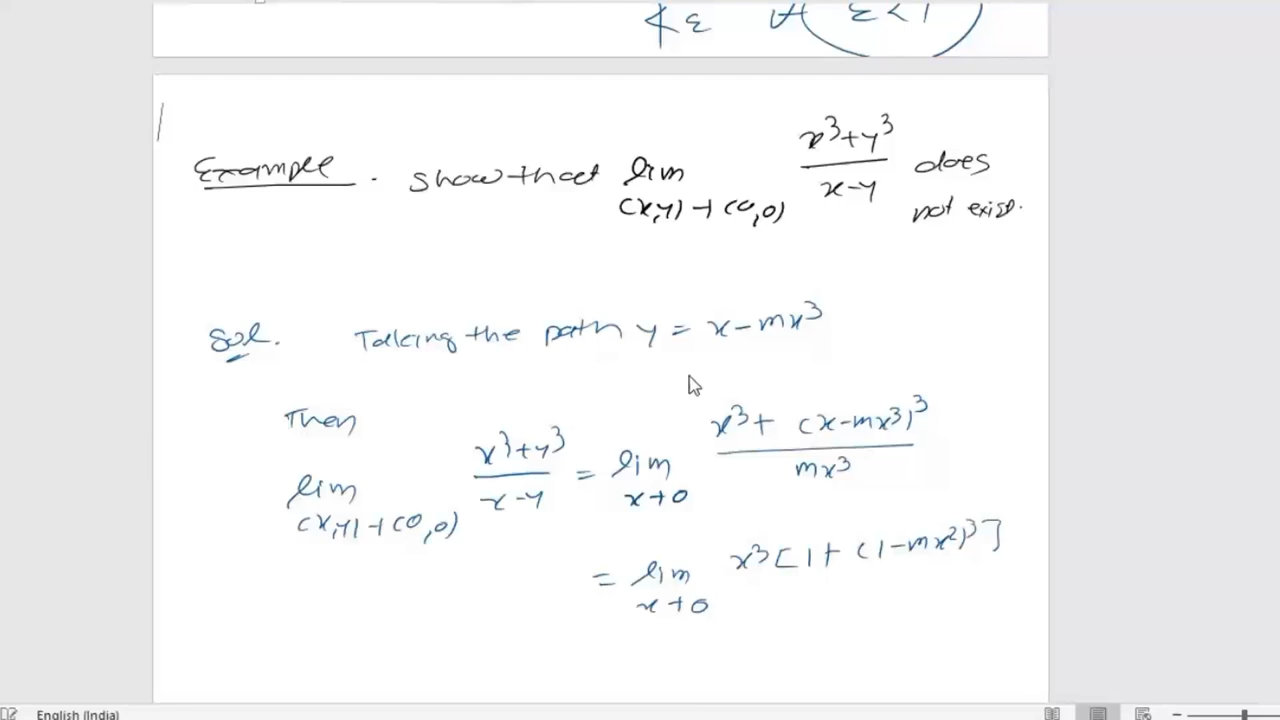 ε<1
Example. Show that lim (x,y)→(0,0) x³+y³ / x-y does not exist.
Sol. Taking the path y = x - mx³
Then
lim (x,y)→(0,0) x³+y³ / x-y = lim x→0 x³+ (x-mx³)³ / mx³
= lim x→0 x³[1+ (1-mx²)³]
English (India)